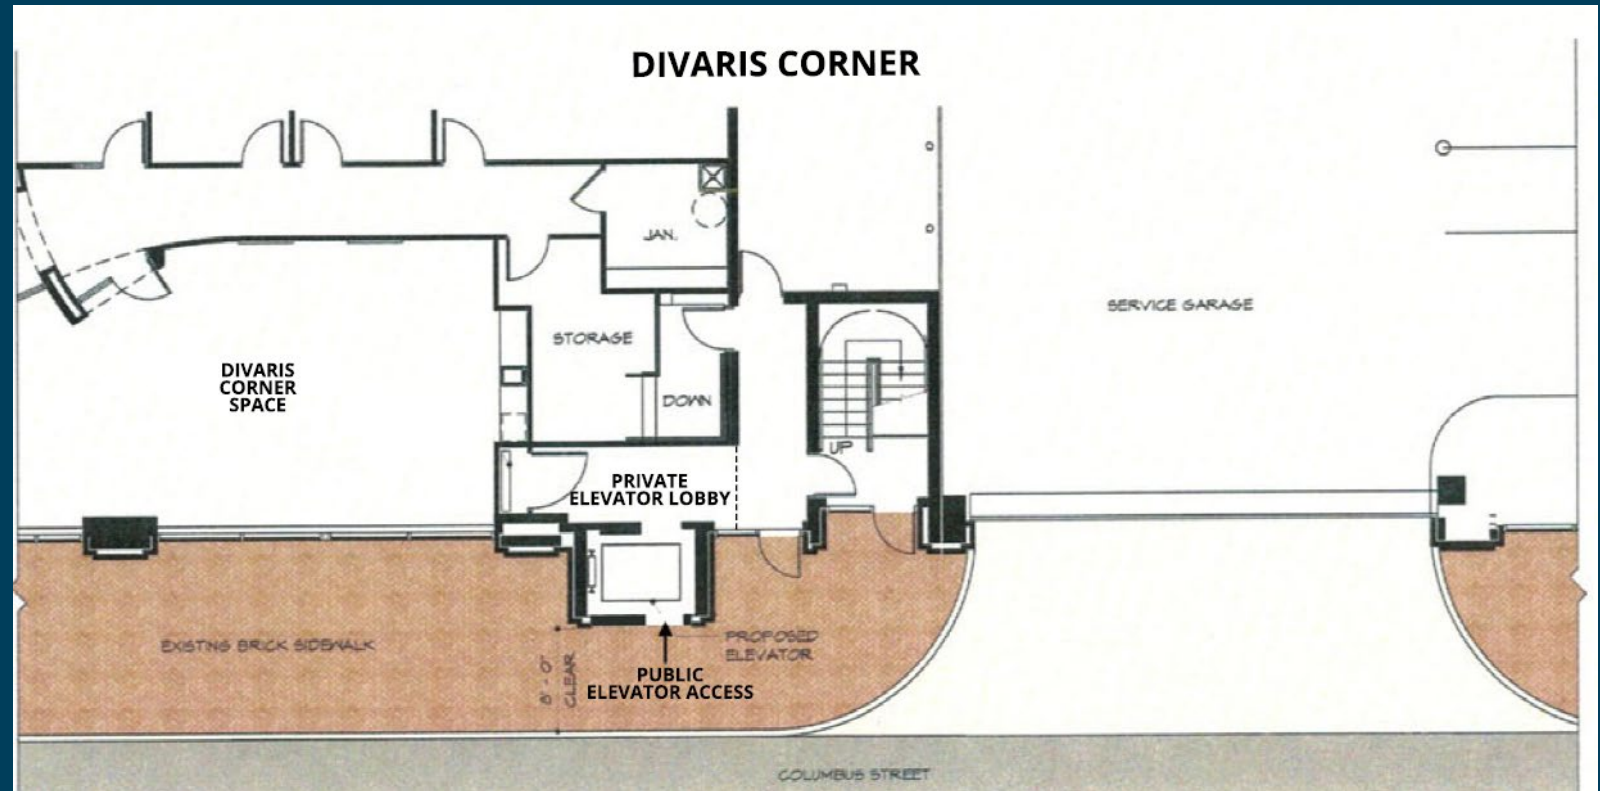 DIVARIS CORNER
JAN.
SERVICE GARAGE
STORAGE
DIVARIS
CORNER
SPACE
DOWN
UP
PRIVATE
ELEVATOR LOBBY
EXISTING BRICK SIDEWALK
PROPOSED
ELEVATOR
8'-0"
CLEAR
PUBLIC
ELEVATOR ACCESS
COLUMBUS STREET